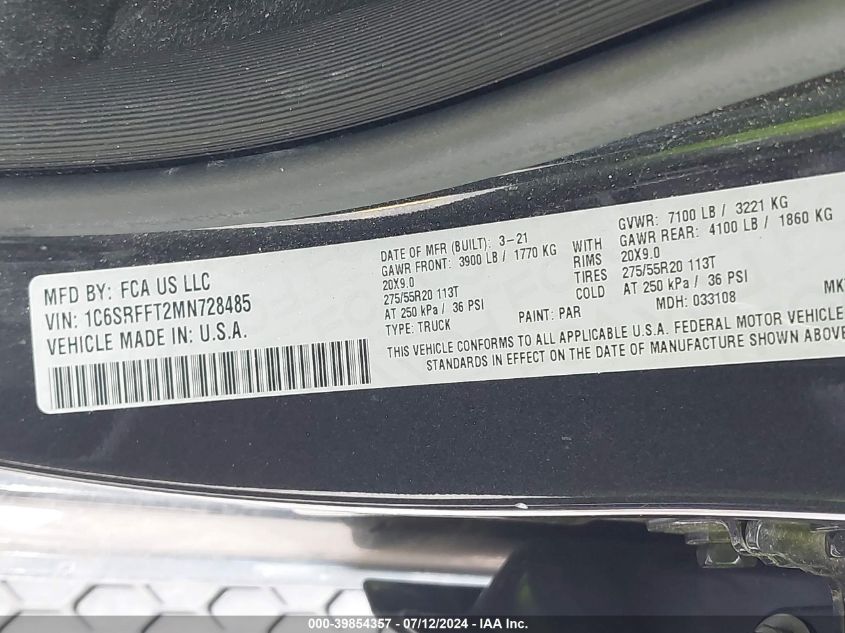 MFD BY: FCA US LLC
VIN: 1C6SRFFT2MN728485
VEHICLE MADE IN: U.S.A.
DATE OF MFR (BUILT): 3-21
GAWR FRONT: 3900 LB / 1770 KG
20X9.0
275/55R20 113T
AT 250 kPa / 36 PSI
TYPE: TRUCK
PAINT: PAR
WITH
RIMS
TIRES
COLD
GVWR: 7100 LB / 3221 KG
GAWR REAR: 4100 LB / 1860 KG
20X9.0
275/55R20 113T
AT 250 kPa / 36 PSI
MDH: 033108
MK
THIS VEHICLE CONFORMS TO ALL APPLICABLE U.S.A. FEDERAL MOTOR VEHICLE
STANDARDS IN EFFECT ON THE DATE OF MANUFACTURE SHOWN ABOVE
000-39854357 - 07/12/2024 - IAA Inc.